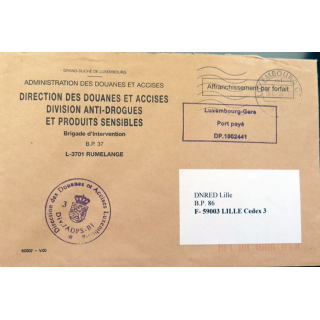 GRAND-DUCHÉ DE LUXEMBOURG
ADMINISTRATION DES DOUANES ET ACCISES
DIRECTION DES DOUANES ET ACCISES
DIVISION ANTI-DROGUES
ET PRODUITS SENSIBLES
Brigade d'Intervention
B.P. 37
L-3701 RUMELANGE
Affranchissement par forfait
Luxembourg-Gare
Port payé
DP.1902441
DNRED Lille
B.P. 86
F- 59003 LILLE Cedex 3
Direction des Douanes et Accises Luxembourg
3